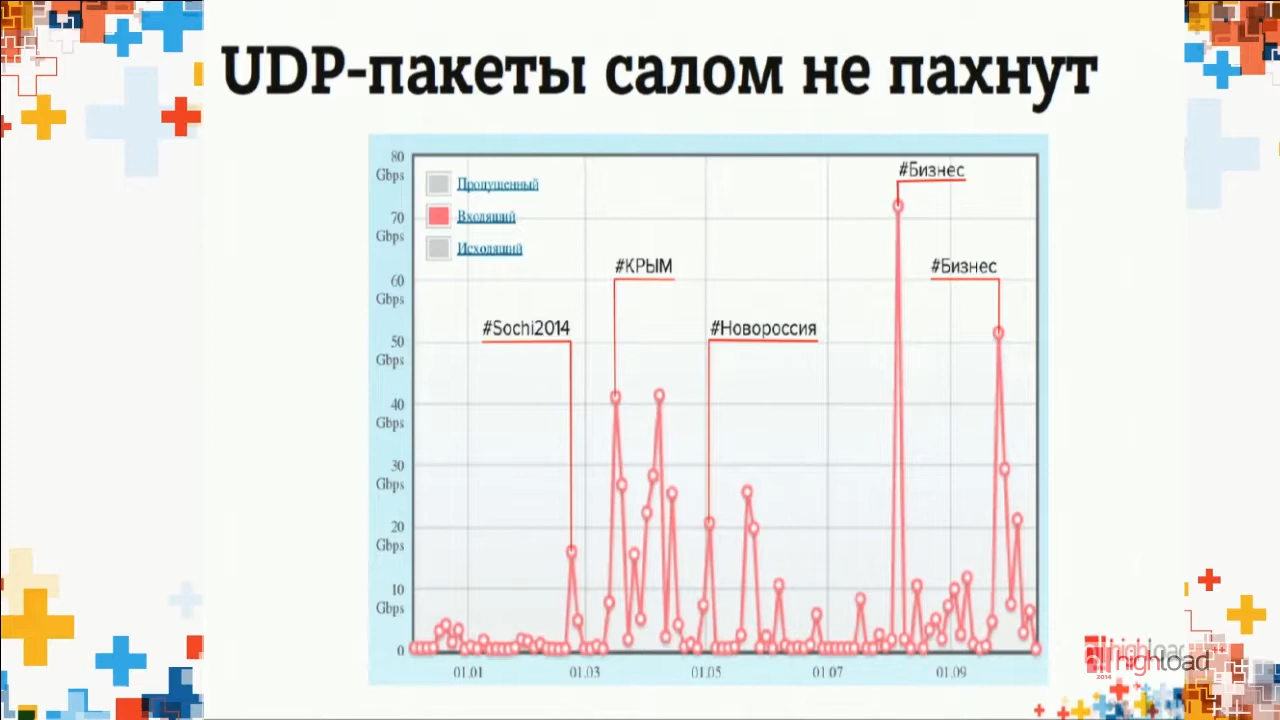 UDP-пакеты салом не пахнут
80
Gbps
70
Gbps
60
Gbps
50
Gbps
40
Gbps
30
Gbps
20
Gbps
10
Gbps
0
Пропущенный
Входящий
Исходящий
#Sochi2014
#КРЫМ
#Новороссия
#Бизнес
#Бизнес
01.01
01.03
01.05
01.07
01.09
highload++
2014